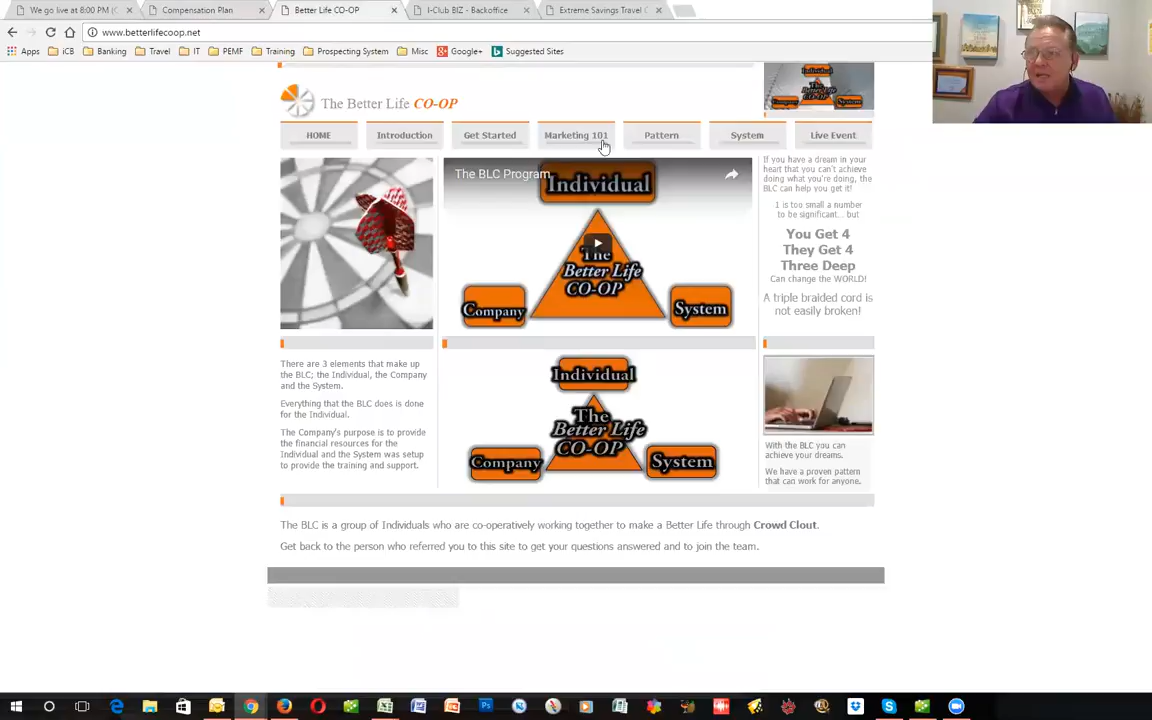 We go live at 8:00 PM (C
Compensation Plan
Better Life CO-OP
I-Club BIZ - Backoffice
Extreme Savings Travel C
www.betterlifecoop.net
Apps
iCB
Banking
Travel
IT
PEMF
Training
Prospecting System
Misc
Google+
Suggested Sites
The Better Life CO-OP
HOME
Introduction
Get Started
Marketing 101
Pattern
System
Live Event
The BLC Program
Individual
The
Better Life
CO-OP
Company
System
If you have a dream in your
heart that you can't achieve
doing what you're doing, the
BLC can help you get it!
1 is too small a number
to be significant... but
You Get 4
They Get 4
Three Deep
Can change the WORLD!
A triple braided cord is
not easily broken!
There are 3 elements that make up
the BLC; the Individual, the Company
and the System.
Everything that the BLC does is done
for the Individual.
The Company's purpose is to provide
the financial resources for the
Individual and the System was setup
to provide the training and support.
Individual
The
Better Life
CO-OP
Company
System
With the BLC you can
achieve your dreams.
We have a proven pattern
that can work for anyone.
The BLC is a group of Individuals who are co-operatively working together to make a Better Life through Crowd Clout.
Get back to the person who referred you to this site to get your questions answered and to join the team.